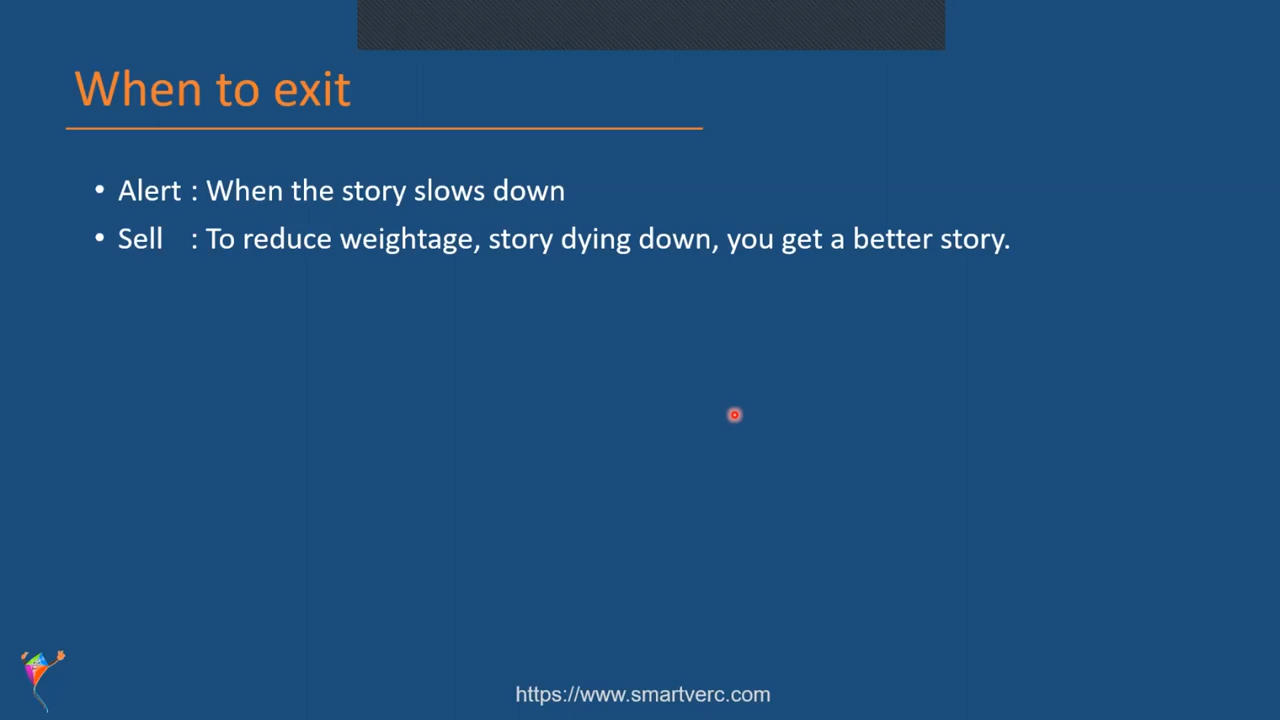 When to exit
• Alert : When the story slows down
• Sell : To reduce weightage, story dying down, you get a better story.
https://www.smartverc.com